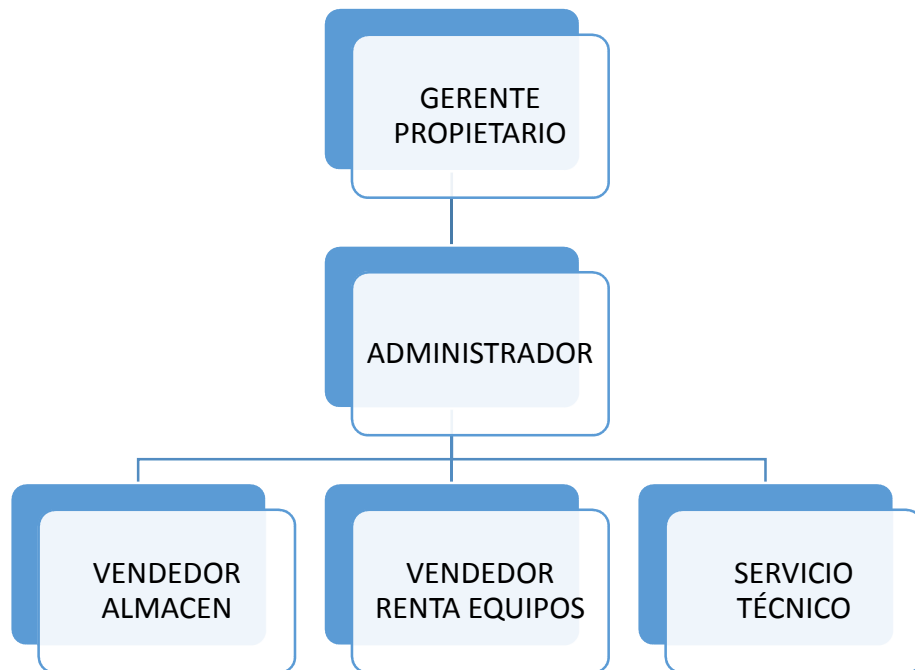 GERENTE
PROPIETARIO
ADMINISTRADOR
VENDEDOR
ALMACEN
VENDEDOR
RENTA EQUIPOS
SERVICIO
TÉCNICO